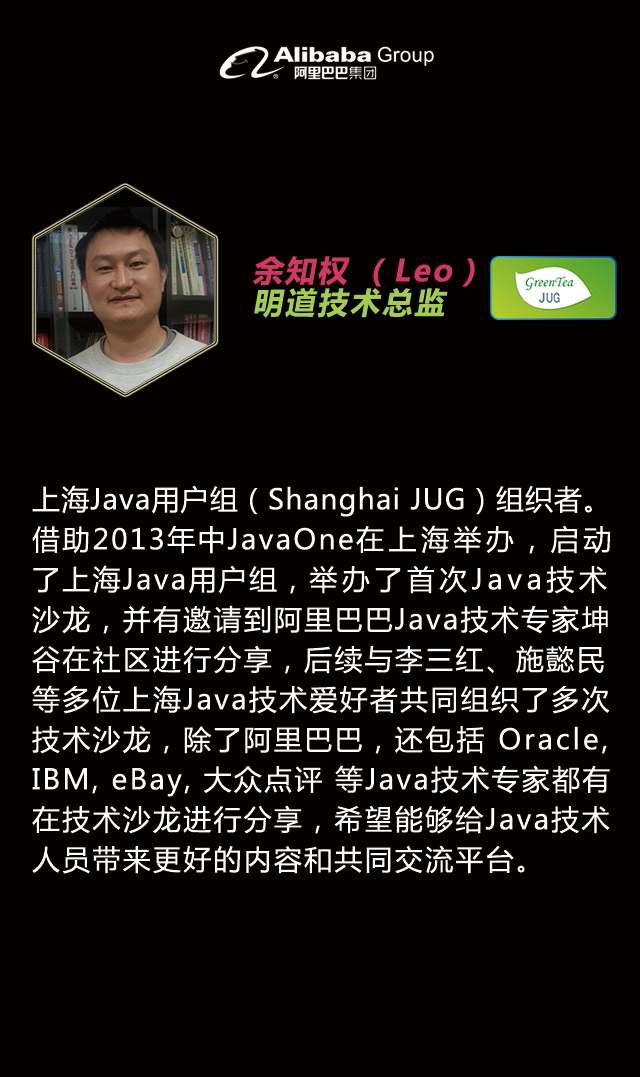 Alibaba Group
阿里巴巴集团
余知权 （Leo）
明道技术总监
GreenTea
JUG
上海Java用户组（Shanghai JUG）组织者。
借助2013年中JavaOne在上海举办，启动
了上海Java用户组，举办了首次Java技术
沙龙，并有邀请到阿里巴巴Java技术专家坤
谷在社区进行分享，后续与李三红、施懿民
等多位上海Java技术爱好者共同组织了多次
技术沙龙，除了阿里巴巴，还包括 Oracle,
IBM, eBay, 大众点评 等Java技术专家都有
在技术沙龙进行分享，希望能够给Java技术
人员带来更好的内容和共同交流平台。